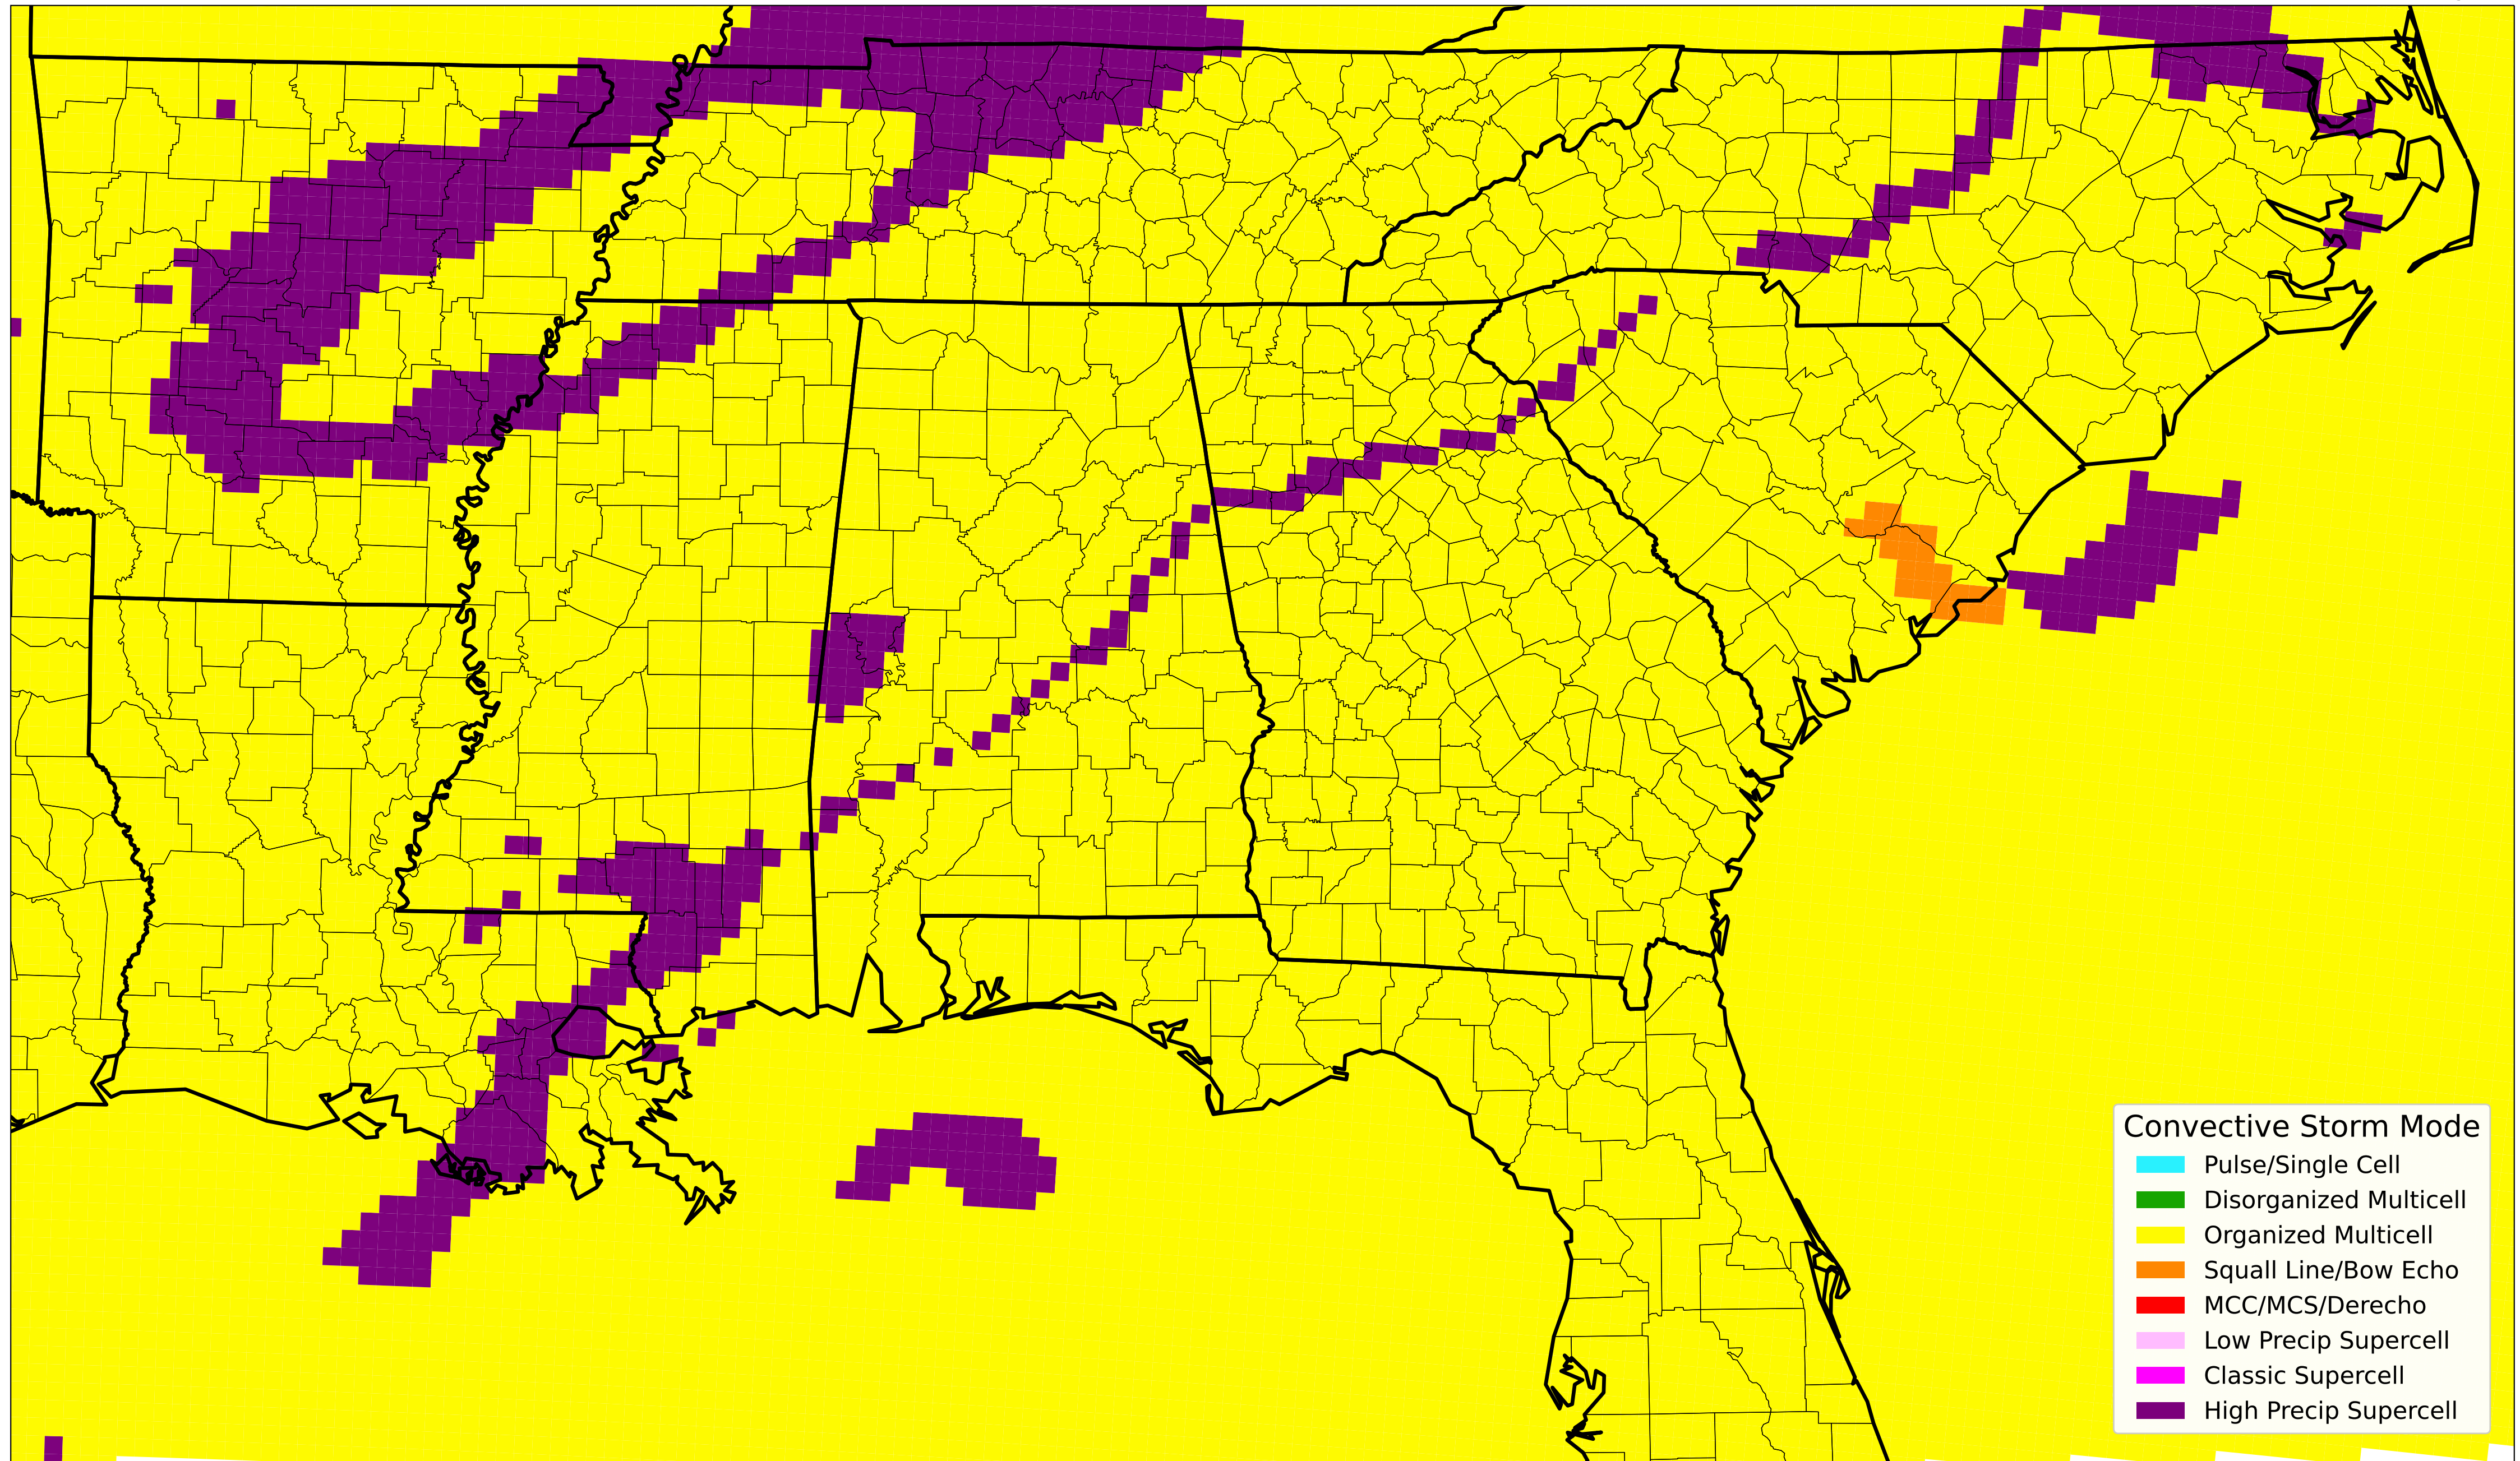 Convective Storm Mode
Pulse/Single Cell
Disorganized Multicell
Organized Multicell
Squall Line/Bow Echo
MCC/MCS/Derecho
Low Precip Supercell
Classic Supercell
High Precip Supercell